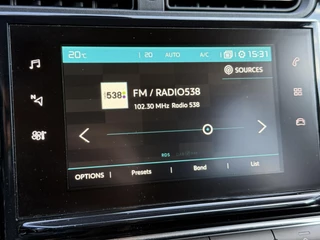 20°C 20 AUTO A/C 15:31
SOURCES
538
FM / RADIO538
102.30 MHz Radio 538
RDS
OPTIONS Presets Band List